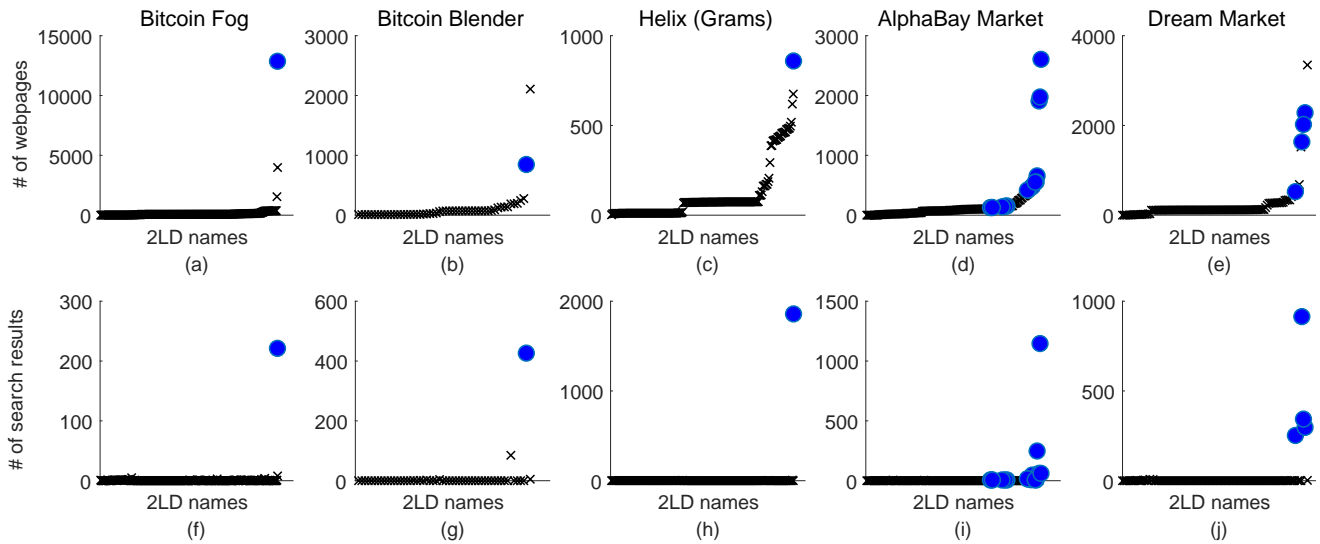 Bitcoin Fog
Bitcoin Blender
Helix (Grams)
AlphaBay Market
Dream Market
# of webpages
15000
10000
5000
0
3000
2000
1000
0
1000
500
0
3000
2000
1000
0
4000
2000
0
2LD names
2LD names
2LD names
2LD names
2LD names
(a)
(b)
(c)
(d)
(e)
# of search results
300
200
100
0
600
400
200
0
2000
1000
0
1500
1000
500
0
1000
500
0
2LD names
2LD names
2LD names
2LD names
2LD names
(f)
(g)
(h)
(i)
(j)